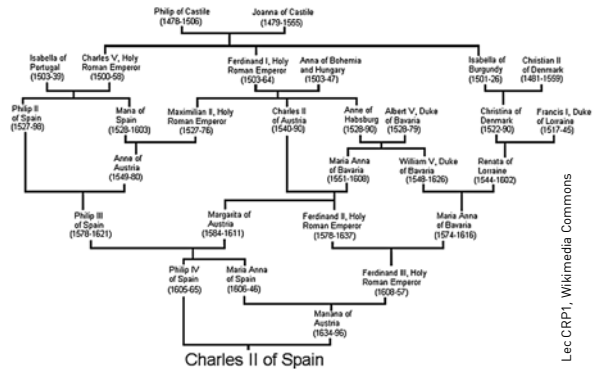 Philip of Castile
(1478-1506)
Joanna of Castile
(1479-1555)
Isabella of
Portugal
(1503-39)
Charles V, Holy
Roman Emperor
(1500-58)
Ferdinand I, Holy
Roman Emperor
(1503-64)
Anna of Bohemia
and Hungary
(1503-47)
Isabella of
Burgundy
(1501-26)
Christian II
of Denmark
(1481-1559)
Philip II
of Spain
(1527-98)
Maria of
Spain
(1528-1603)
Maximilian II, Holy
Roman Emperor
(1527-76)
Charles II
of Austria
(1540-90)
Anne of
Habsburg
(1528-90)
Albert V, Duke
of Bavaria
(1528-79)
Christina of
Denmark
(1522-90)
Francis I, Duke
of Lorraine
(1517-45)
Anne of
Austria
(1549-80)
Maria Anna
of Bavaria
(1551-1608)
William V, Duke
of Bavaria
(1548-1626)
Renata of
Lorraine
(1544-1602)
Philip III
of Spain
(1578-1621)
Margarita of
Austria
(1584-1611)
Ferdinand II, Holy
Roman Emperor
(1578-1637)
Maria Anna
of Bavaria
(1574-1616)
Philip IV
of Spain
(1605-65)
Maria Anna
of Spain
(1606-46)
Ferdinand III, Holy
Roman Emperor
(1608-57)
Mariana of
Austria
(1634-96)
Charles II of Spain
Lec CRP1, Wikimedia Commons